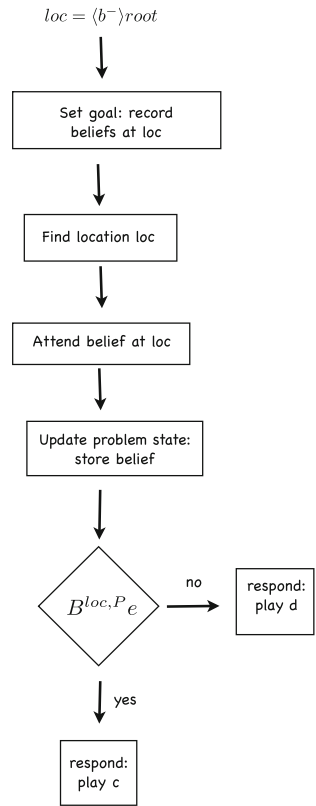 loc = ⟨b⁻⟩root
Set goal: record
beliefs at loc
Find location loc
Attend belief at loc
Update problem state:
store belief
B^{loc,P} e
no
respond:
play d
yes
respond:
play c